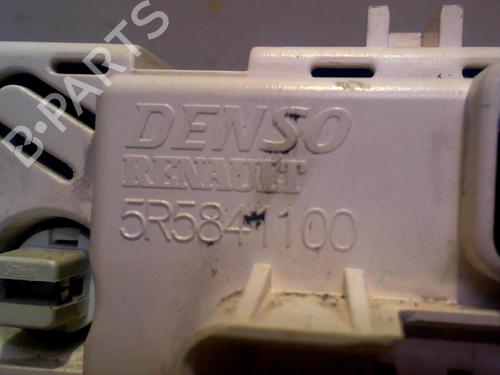 B-PARTS
DENSO
RENAULT
5R5841100